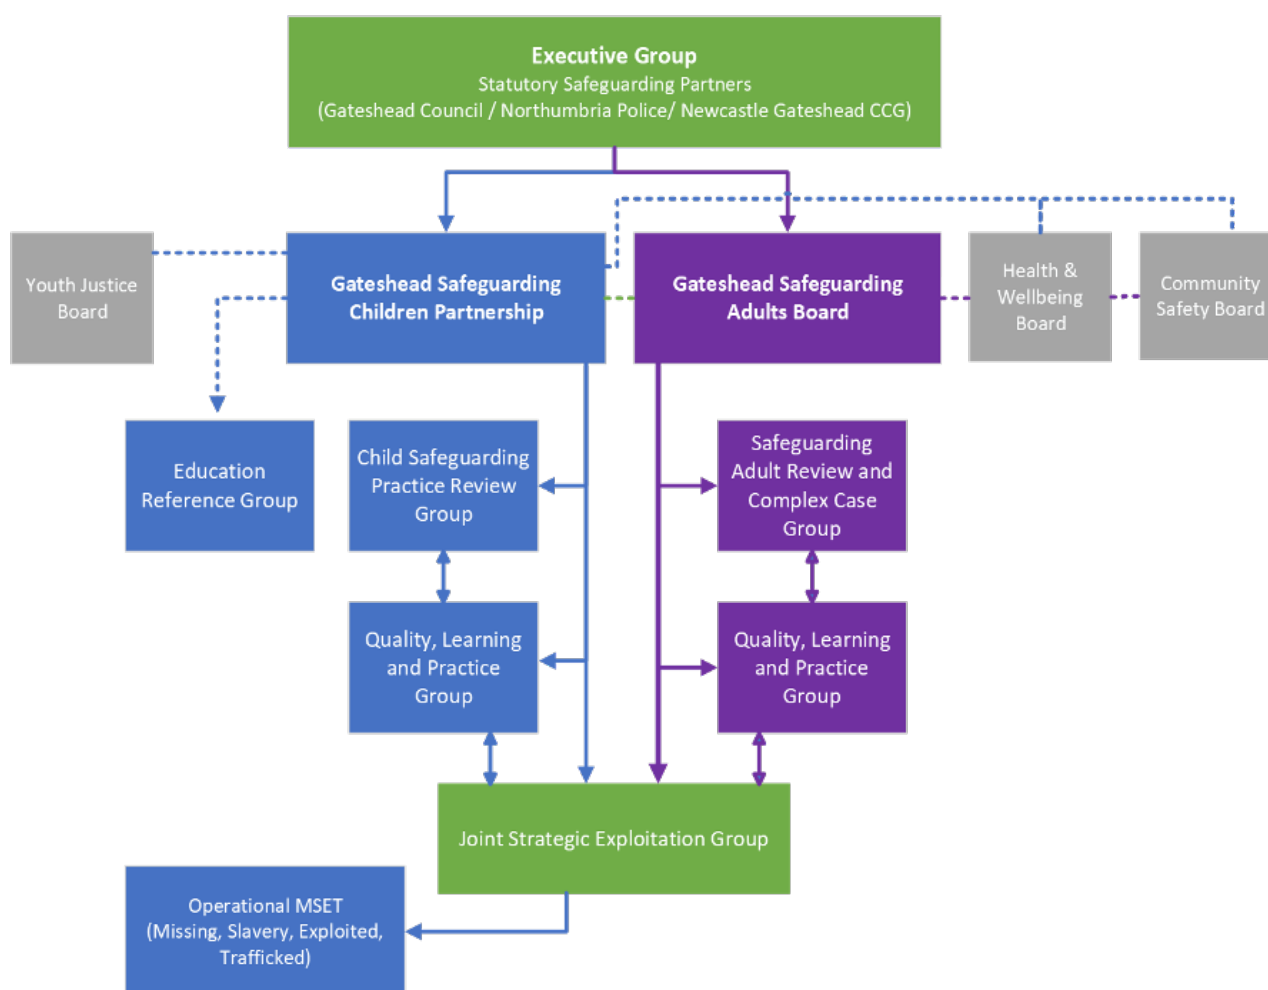 Executive Group
Statutory Safeguarding Partners
(Gateshead Council / Northumbria Police/ Newcastle Gateshead CCG)
Youth Justice
Board
Gateshead Safeguarding
Children Partnership
Gateshead Safeguarding
Adults Board
Health &
Wellbeing
Board
Community
Safety Board
Education
Reference Group
Child Safeguarding
Practice Review
Group
Safeguarding
Adult Review and
Complex Case
Group
Quality, Learning
and Practice
Group
Quality, Learning
and Practice
Group
Joint Strategic Exploitation Group
Operational MSET
(Missing, Slavery, Exploited,
Trafficked)